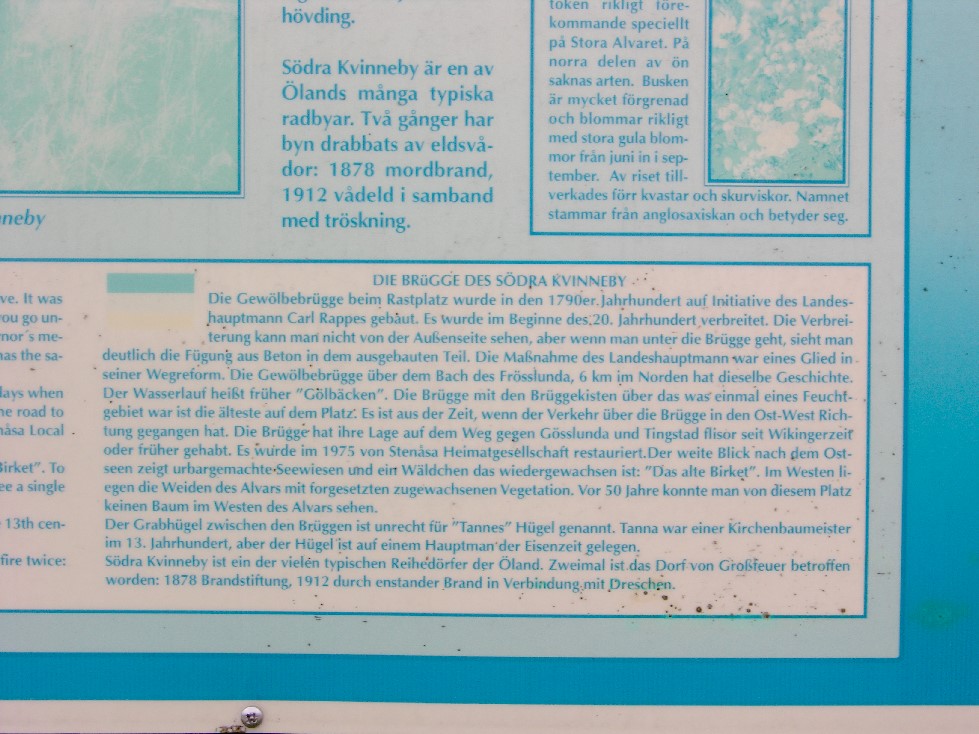 hövding.
Södra Kvinneby är en av
Ölands många typiska
radbyar. Två gånger har
byn drabbats av eldsvå-
dor: 1878 mordbrand,
1912 vådeld i samband
med tröskning.
token rikligt före-
kommande speciellt
på Stora Alvaret. På
norra delen av ön
saknas arten. Busken
är mycket förgrenad
och blommar rikligt
med stora gula blom-
mor från juni in i sep-
tember. Av riset till-
verkades förr kvastar och skurviskor. Namnet
stammar från anglosaxiskan och betyder seg.
nneby
ve. It was
you go un-
nor's me-
has the sa-
days when
he road to
nåsa Local
Birket". To
ee a single
13th cen-
fire twice:
DIE BRüGGE DES SÖDRA KVINNEBY
Die Gewölbebrügge beim Rastplatz wurde in den 1790er.Jahrhundert auf Initiative des Landes-
hauptmann Carl Rappes gebaut. Es wurde im Beginne des 20. Jahrhundert verbreitet. Die Verbrei-
terung kann man nicht von der Außenseite sehen, aber wenn man unter die Brügge geht, sieht man
deutlich die Fügung aus Beton in dem ausgebauten Teil. Die Maßnahme des Landeshauptmann war eines Glied in
seiner Wegreform. Die Gewölbebrügge über dem Bach des Frösslunda, 6 km im Norden hat dieselbe Geschichte.
Der Wasserlauf heißt früher "Gölbäcken". Die Brügge mit den Brüggekisten über das was einmal eines Feucht-
gebiet war ist die älteste auf dem Platz. Es ist aus der Zeit, wenn der Verkehr über die Brügge in den Ost-West Rich-
tung gegangen hat. Die Brügge hat ihre Lage auf dem Weg gegen Gösslunda und Tingstad flisor seit Wikingerzeit
oder früher gehabt. Es wurde im 1975 von Stenåsa Heimatgesellschaft restauriert.Der weite Blick nach dem Ost-
seen zeigt urbargemachte Seewiesen und ein Wäldchen das wiedergewachsen ist: "Das alte Birket". Im Westen li-
egen die Weiden des Alvars mit forgesetzten zugewachsenen Vegetation. Vor 50 Jahre konnte man von diesem Platz
keinen Baum im Westen des Alvars sehen.
Der Grabhügel zwischen den Brüggen ist unrecht für "Tannes" Hügel genannt. Tanna war einer Kirchenbaumeister
im 13. Jahrhundert, aber der Hügel ist auf einem Hauptman der Eisenzeit gelegen.
Södra Kvinneby ist ein der vielen typischen Reihedörfer der Öland. Zweimal ist das Dorf von Großfeuer betroffen
worden: 1878 Brandstiftung, 1912 durch enstander Brand in Verbindung mit Dreschen.